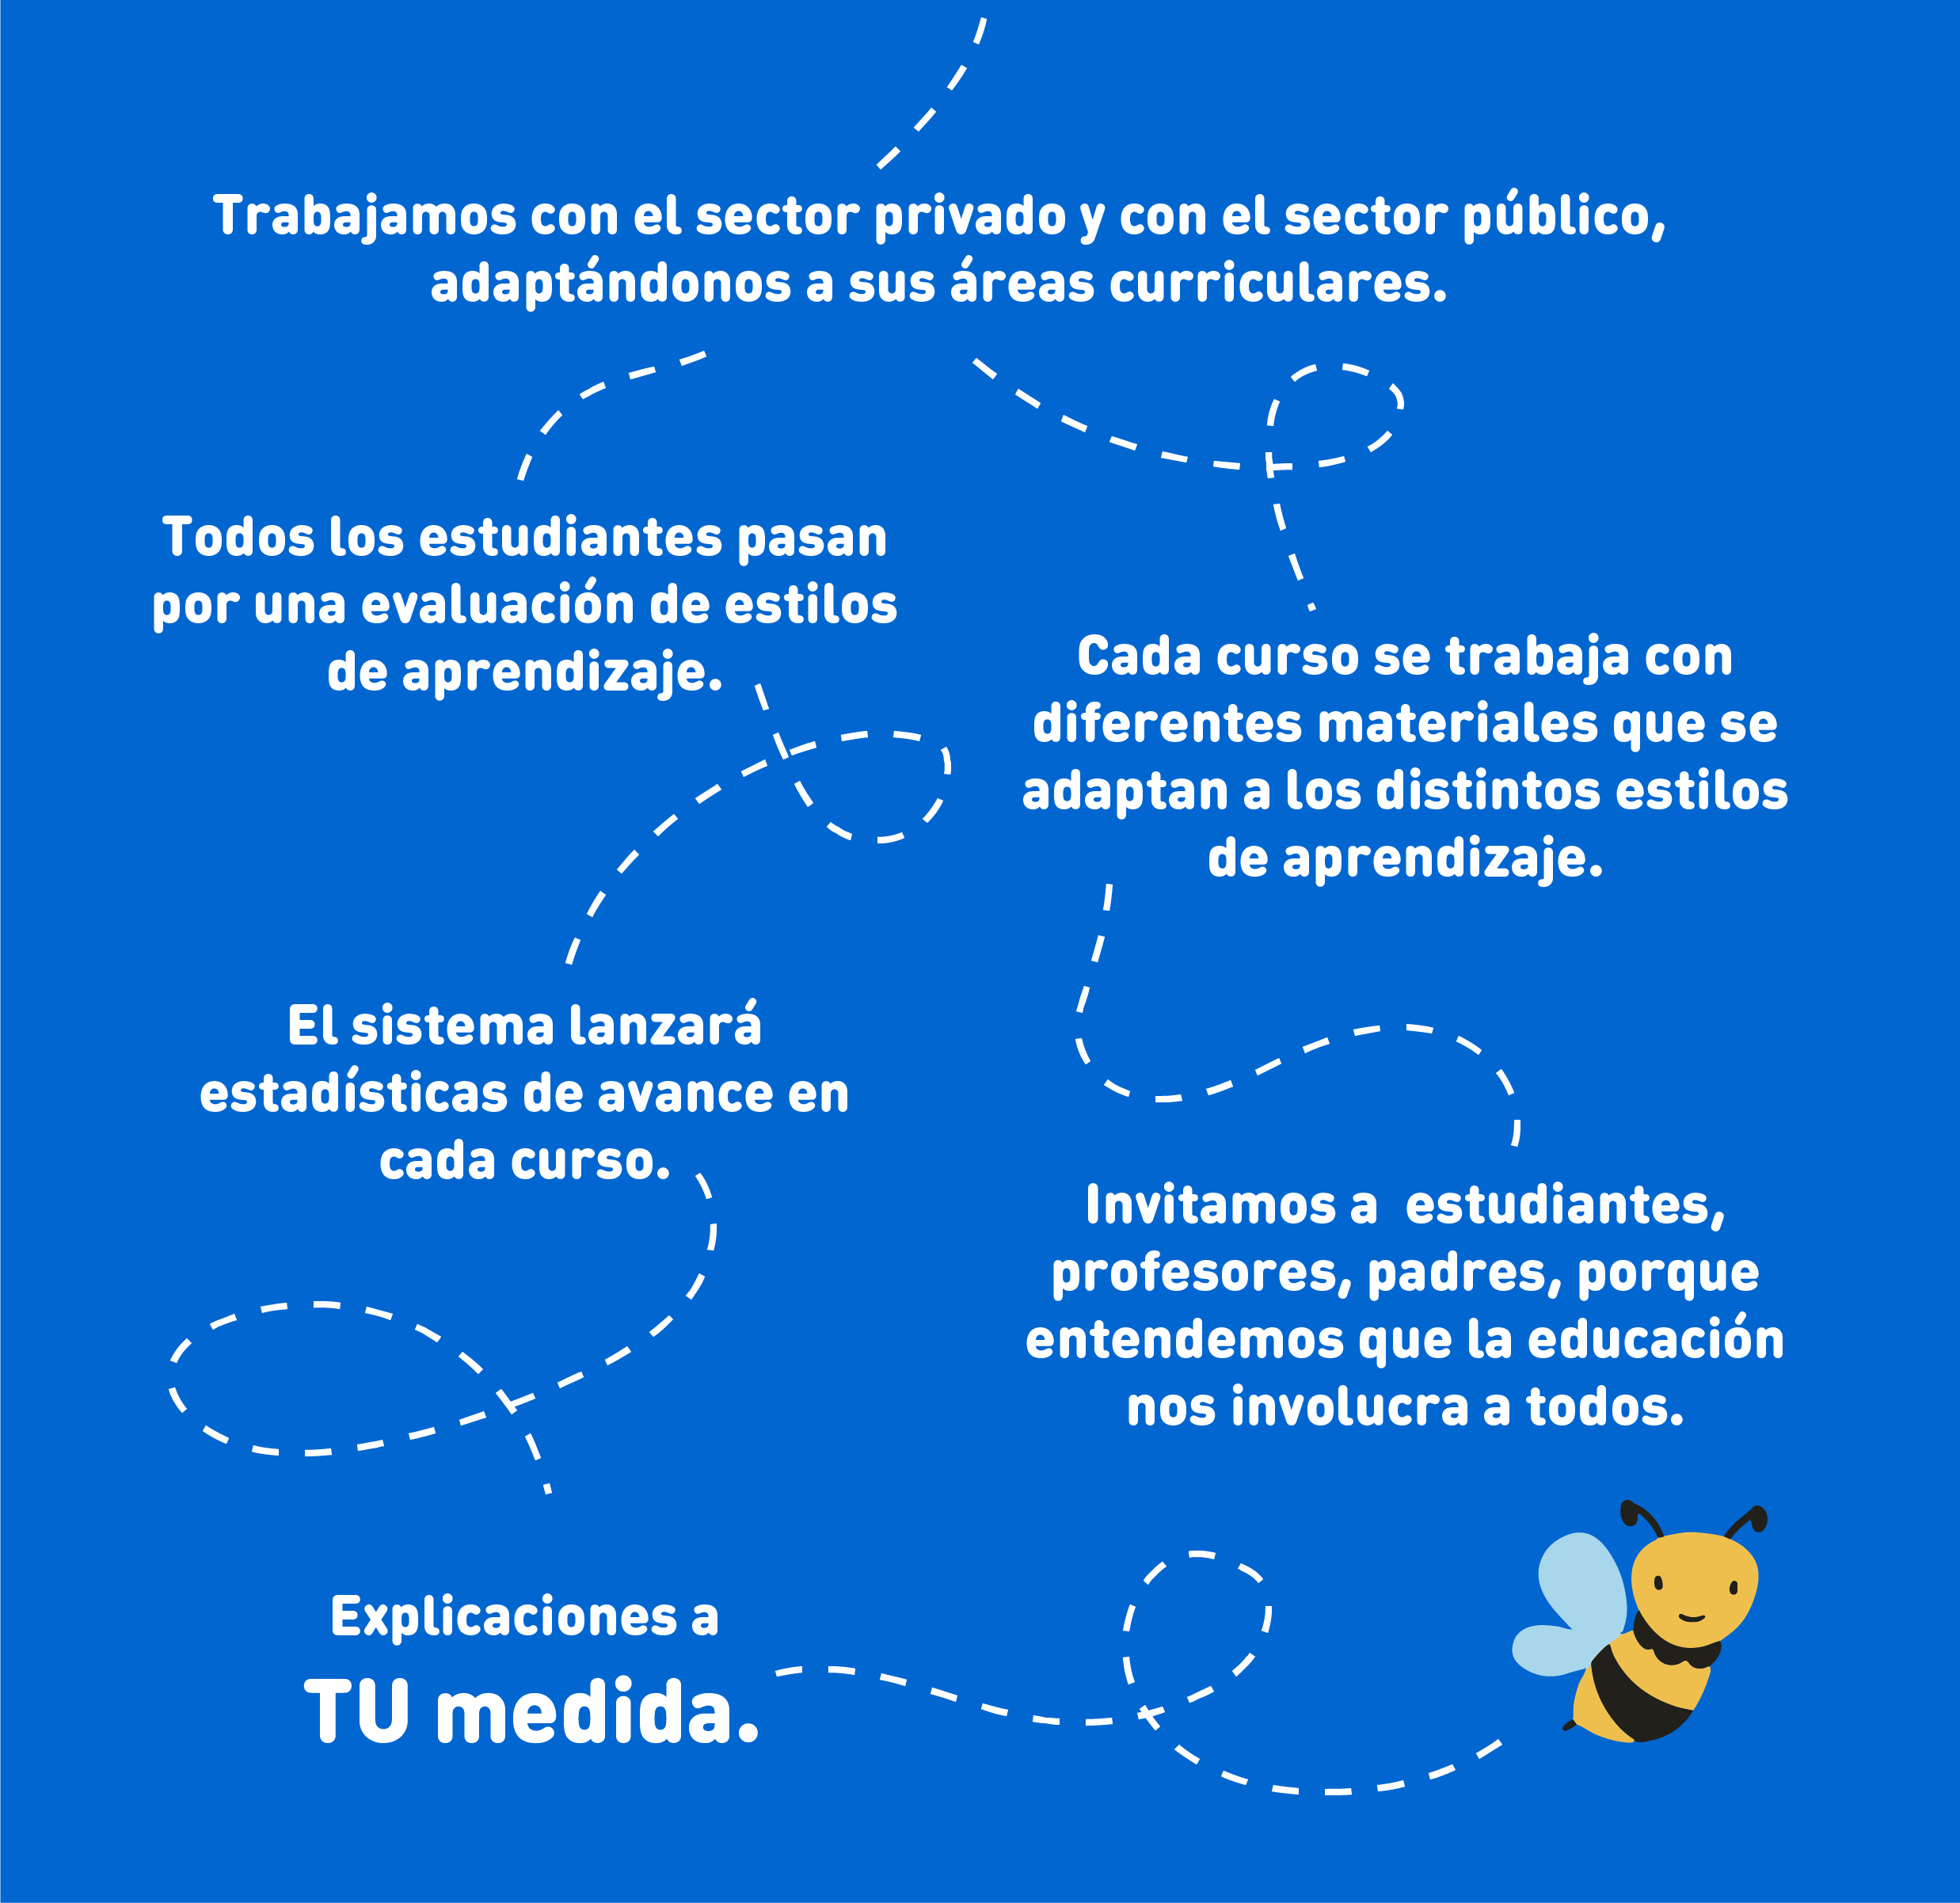 Trabajamos con el sector privado y con el sector público,
adaptándonos a sus áreas curriculares.
Todos los estudiantes pasan
por una evaluación de estilos
de aprendizaje.
Cada curso se trabaja con
diferentes materiales que se
adaptan a los distintos estilos
de aprendizaje.
El sistema lanzará
estadísticas de avance en
cada curso.
Invitamos a estudiantes,
profesores, padres, porque
entendemos que la educación
nos involucra a todos.
Explicaciones a
TU medida.